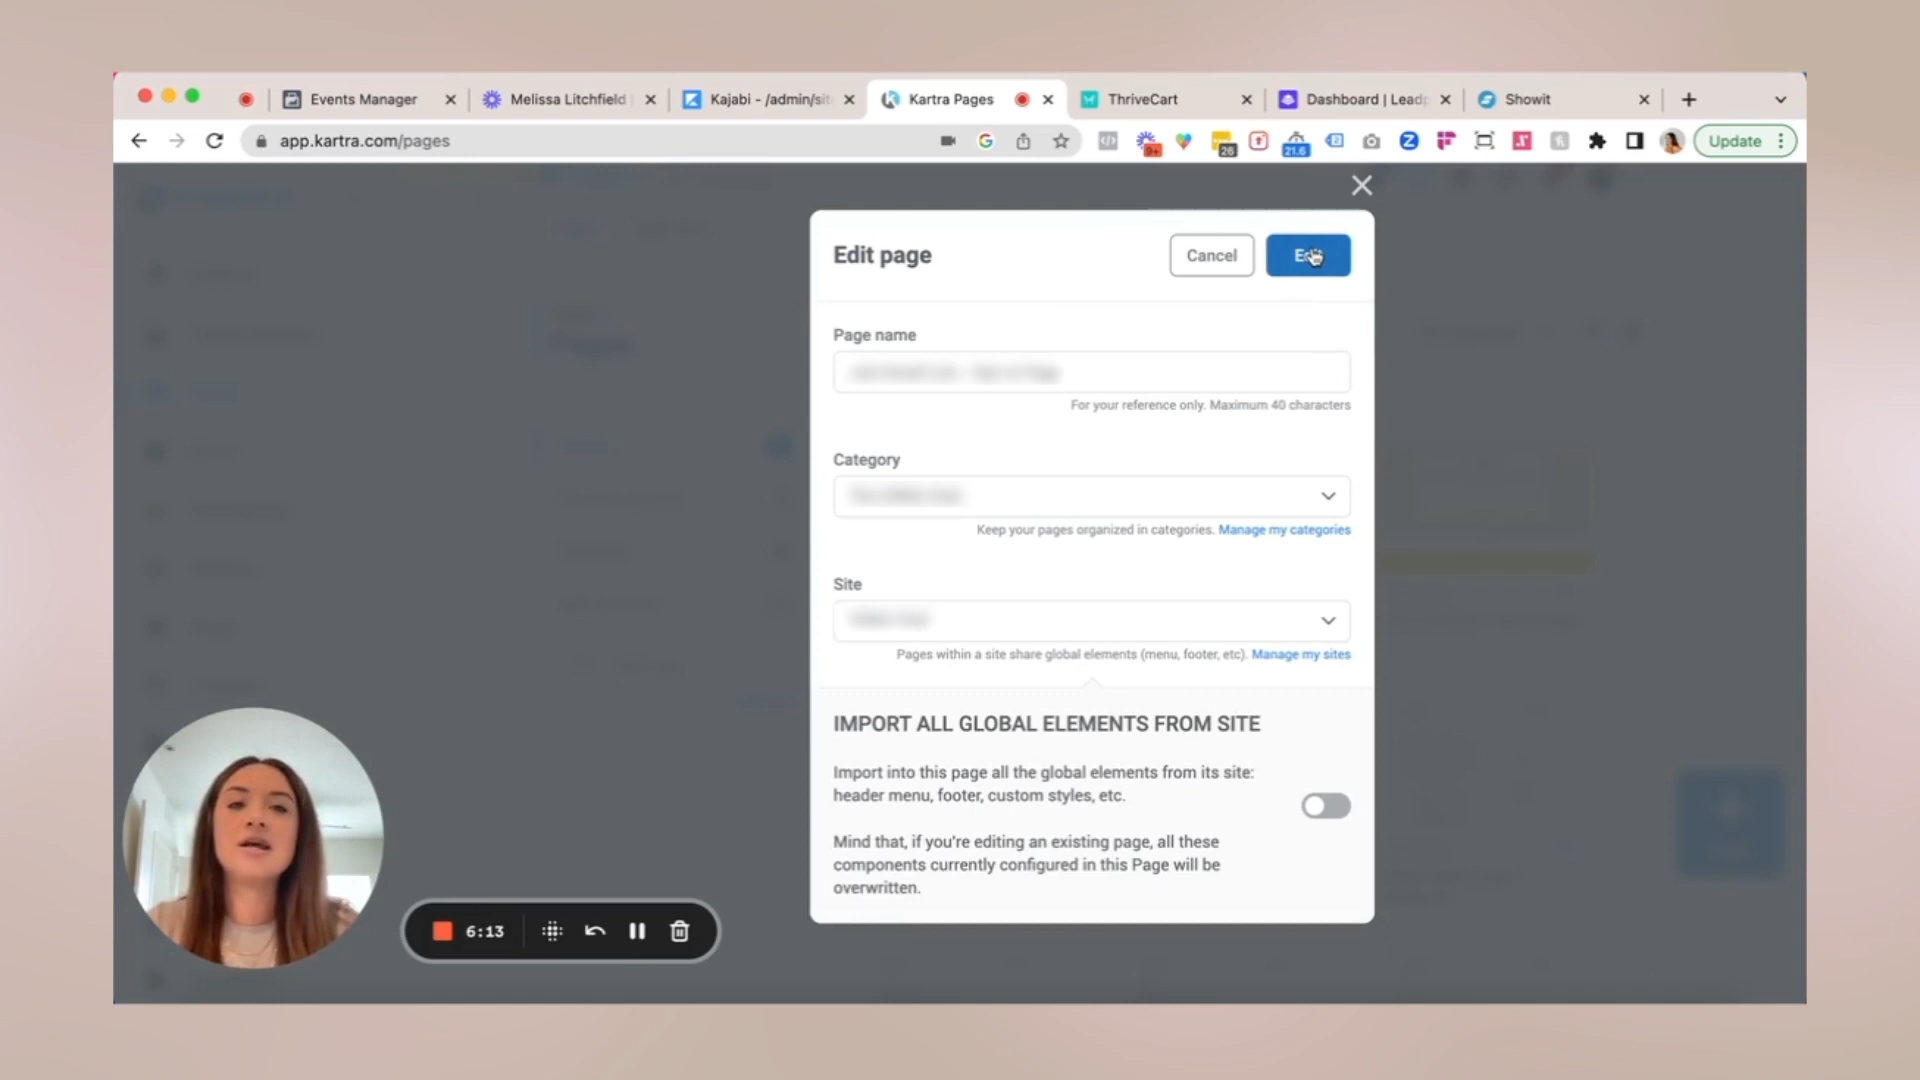 Events Manager
Melissa Litchfield
Kajabi - /admin/sit
Kartra Pages
ThriveCart
Dashboard | Leadp
Showit
app.kartra.com/pages
9+
26
21.6
Update
Edit page
Cancel
Page name
For your reference only. Maximum 40 characters
Category
Keep your pages organized in categories. Manage my categories
Site
Pages within a site share global elements (menu, footer, etc). Manage my sites
IMPORT ALL GLOBAL ELEMENTS FROM SITE
Import into this page all the global elements from its site:
header menu, footer, custom styles, etc.
Mind that, if you're editing an existing page, all these
components currently configured in this Page will be
overwritten.
6:13